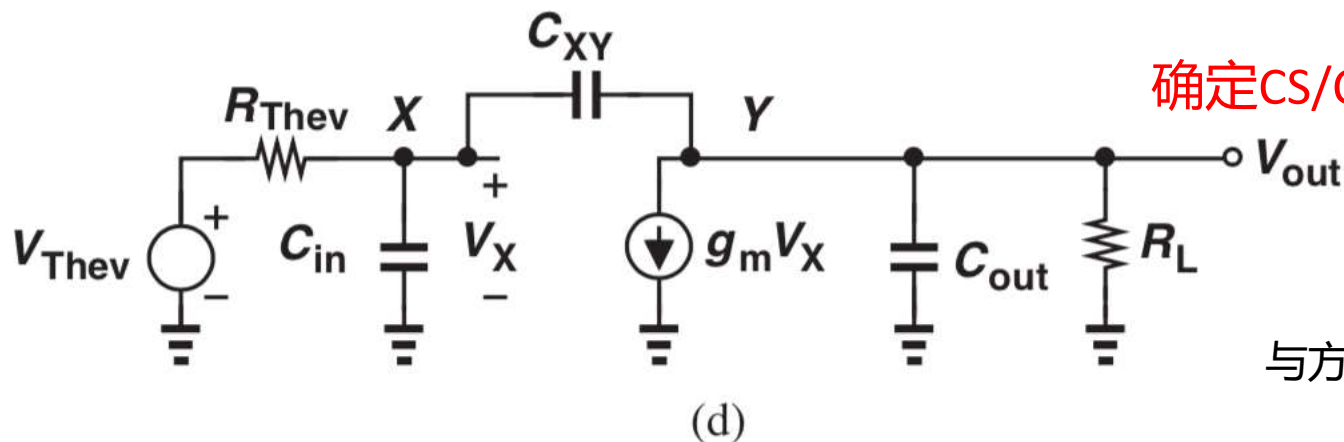 C_XY
确定CS/
R_Thev X Y
V_out
+ +
V_Thev C_in V_X g_mV_X C_out R_L
− −
与方
(d)